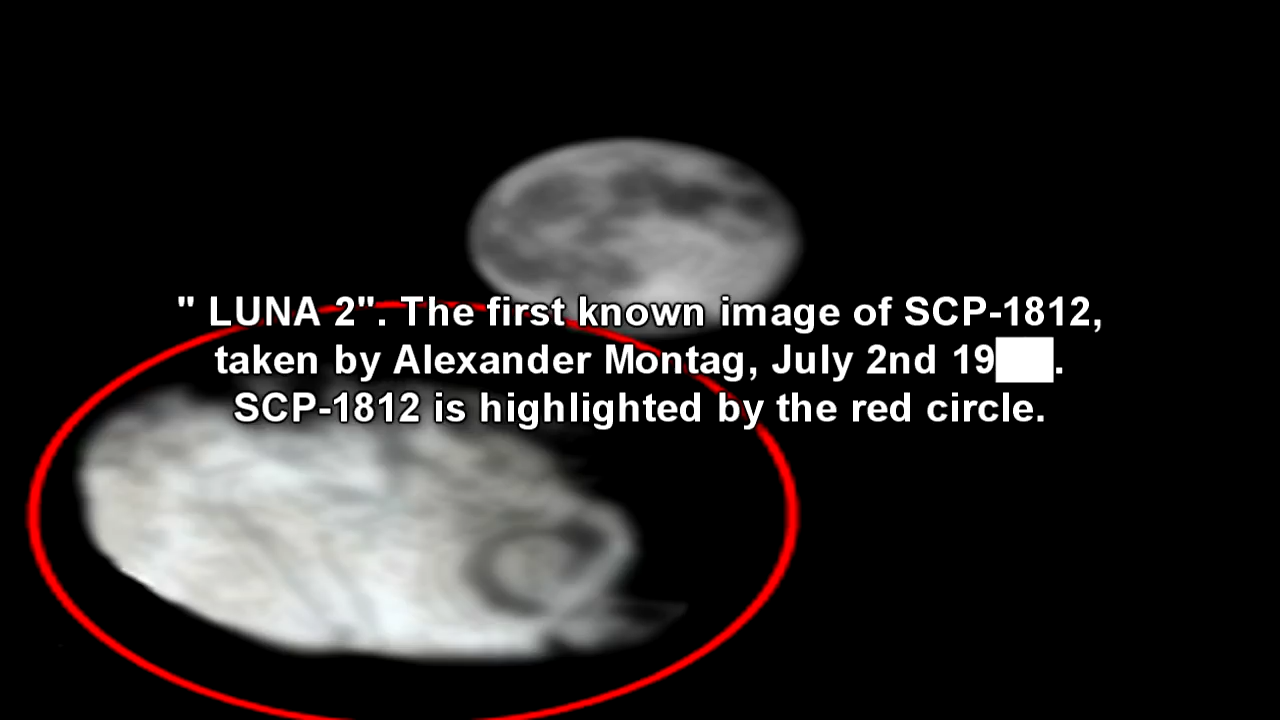 " LUNA 2". The first known image of SCP-1812,
taken by Alexander Montag, July 2nd 19██.
SCP-1812 is highlighted by the red circle.